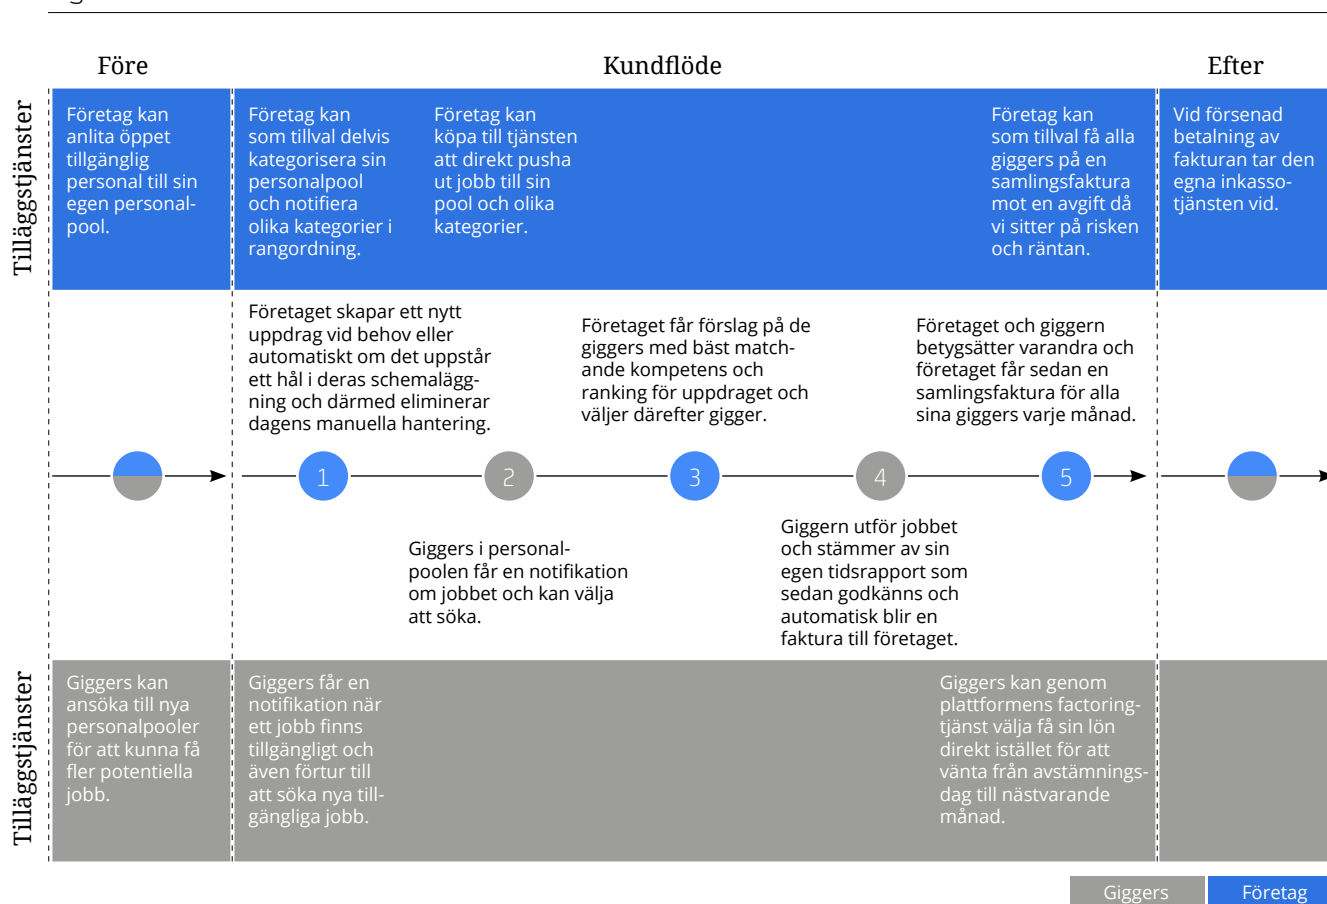 Före
Kundflöde
Efter
Tilläggstjänster
Företag kan
anlita öppet
tillgänglig
personal till sin
egen personal-
pool.
Företag kan
som tillval delvis
kategorisera sin
personalpool
och notifiera
olika kategorier i
rangordning.
Företag kan
köpa till tjänsten
att direkt pusha
ut jobb till sin
pool och olika
kategorier.
Företag kan
som tillval få alla
giggers på en
samlingsfaktura
mot en avgift då
vi sitter på risken
och räntan.
Vid försenad
betalning av
fakturan tar den
egna inkasso-
tjänsten vid.
Företaget skapar ett nytt
uppdrag vid behov eller
automatiskt om det uppstår
ett hål i deras schemalägg-
ning och därmed eliminerar
dagens manuella hantering.
Företaget får förslag på de
giggers med bäst match-
ande kompetens och
ranking för uppdraget och
väljer därefter gigger.
Företaget och giggern
betygsätter varandra och
företaget får sedan en
samlingsfaktura för alla
sina giggers varje månad.
1
2
3
4
5
Giggers i personal-
poolen får en notifikation
om jobbet och kan välja
att söka.
Giggern utför jobbet
och stämmer av sin
egen tidsrapport som
sedan godkänns och
automatisk blir en
faktura till företaget.
Tilläggstjänster
Giggers kan
ansöka till nya
personalpooler
för att kunna få
fler potentiella
jobb.
Giggers får en
notifikation när
ett jobb finns
tillgängligt och
även förtur till
att söka nya till-
gängliga jobb.
Giggers kan genom
plattformens factoring-
tjänst välja få sin lön
direkt istället för att
vänta från avstämnings-
dag till nästvarande
månad.
Giggers
Företag